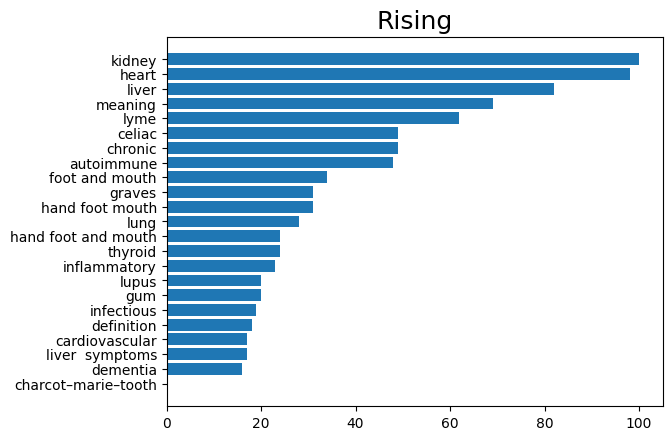 Rising
kidney
heart
liver
meaning
lyme
celiac
chronic
autoimmune
foot and mouth
graves
hand foot mouth
lung
hand foot and mouth
thyroid
inflammatory
lupus
gum
infectious
definition
cardiovascular
liver  symptoms
dementia
charcot–marie–tooth
0 20 40 60 80 100